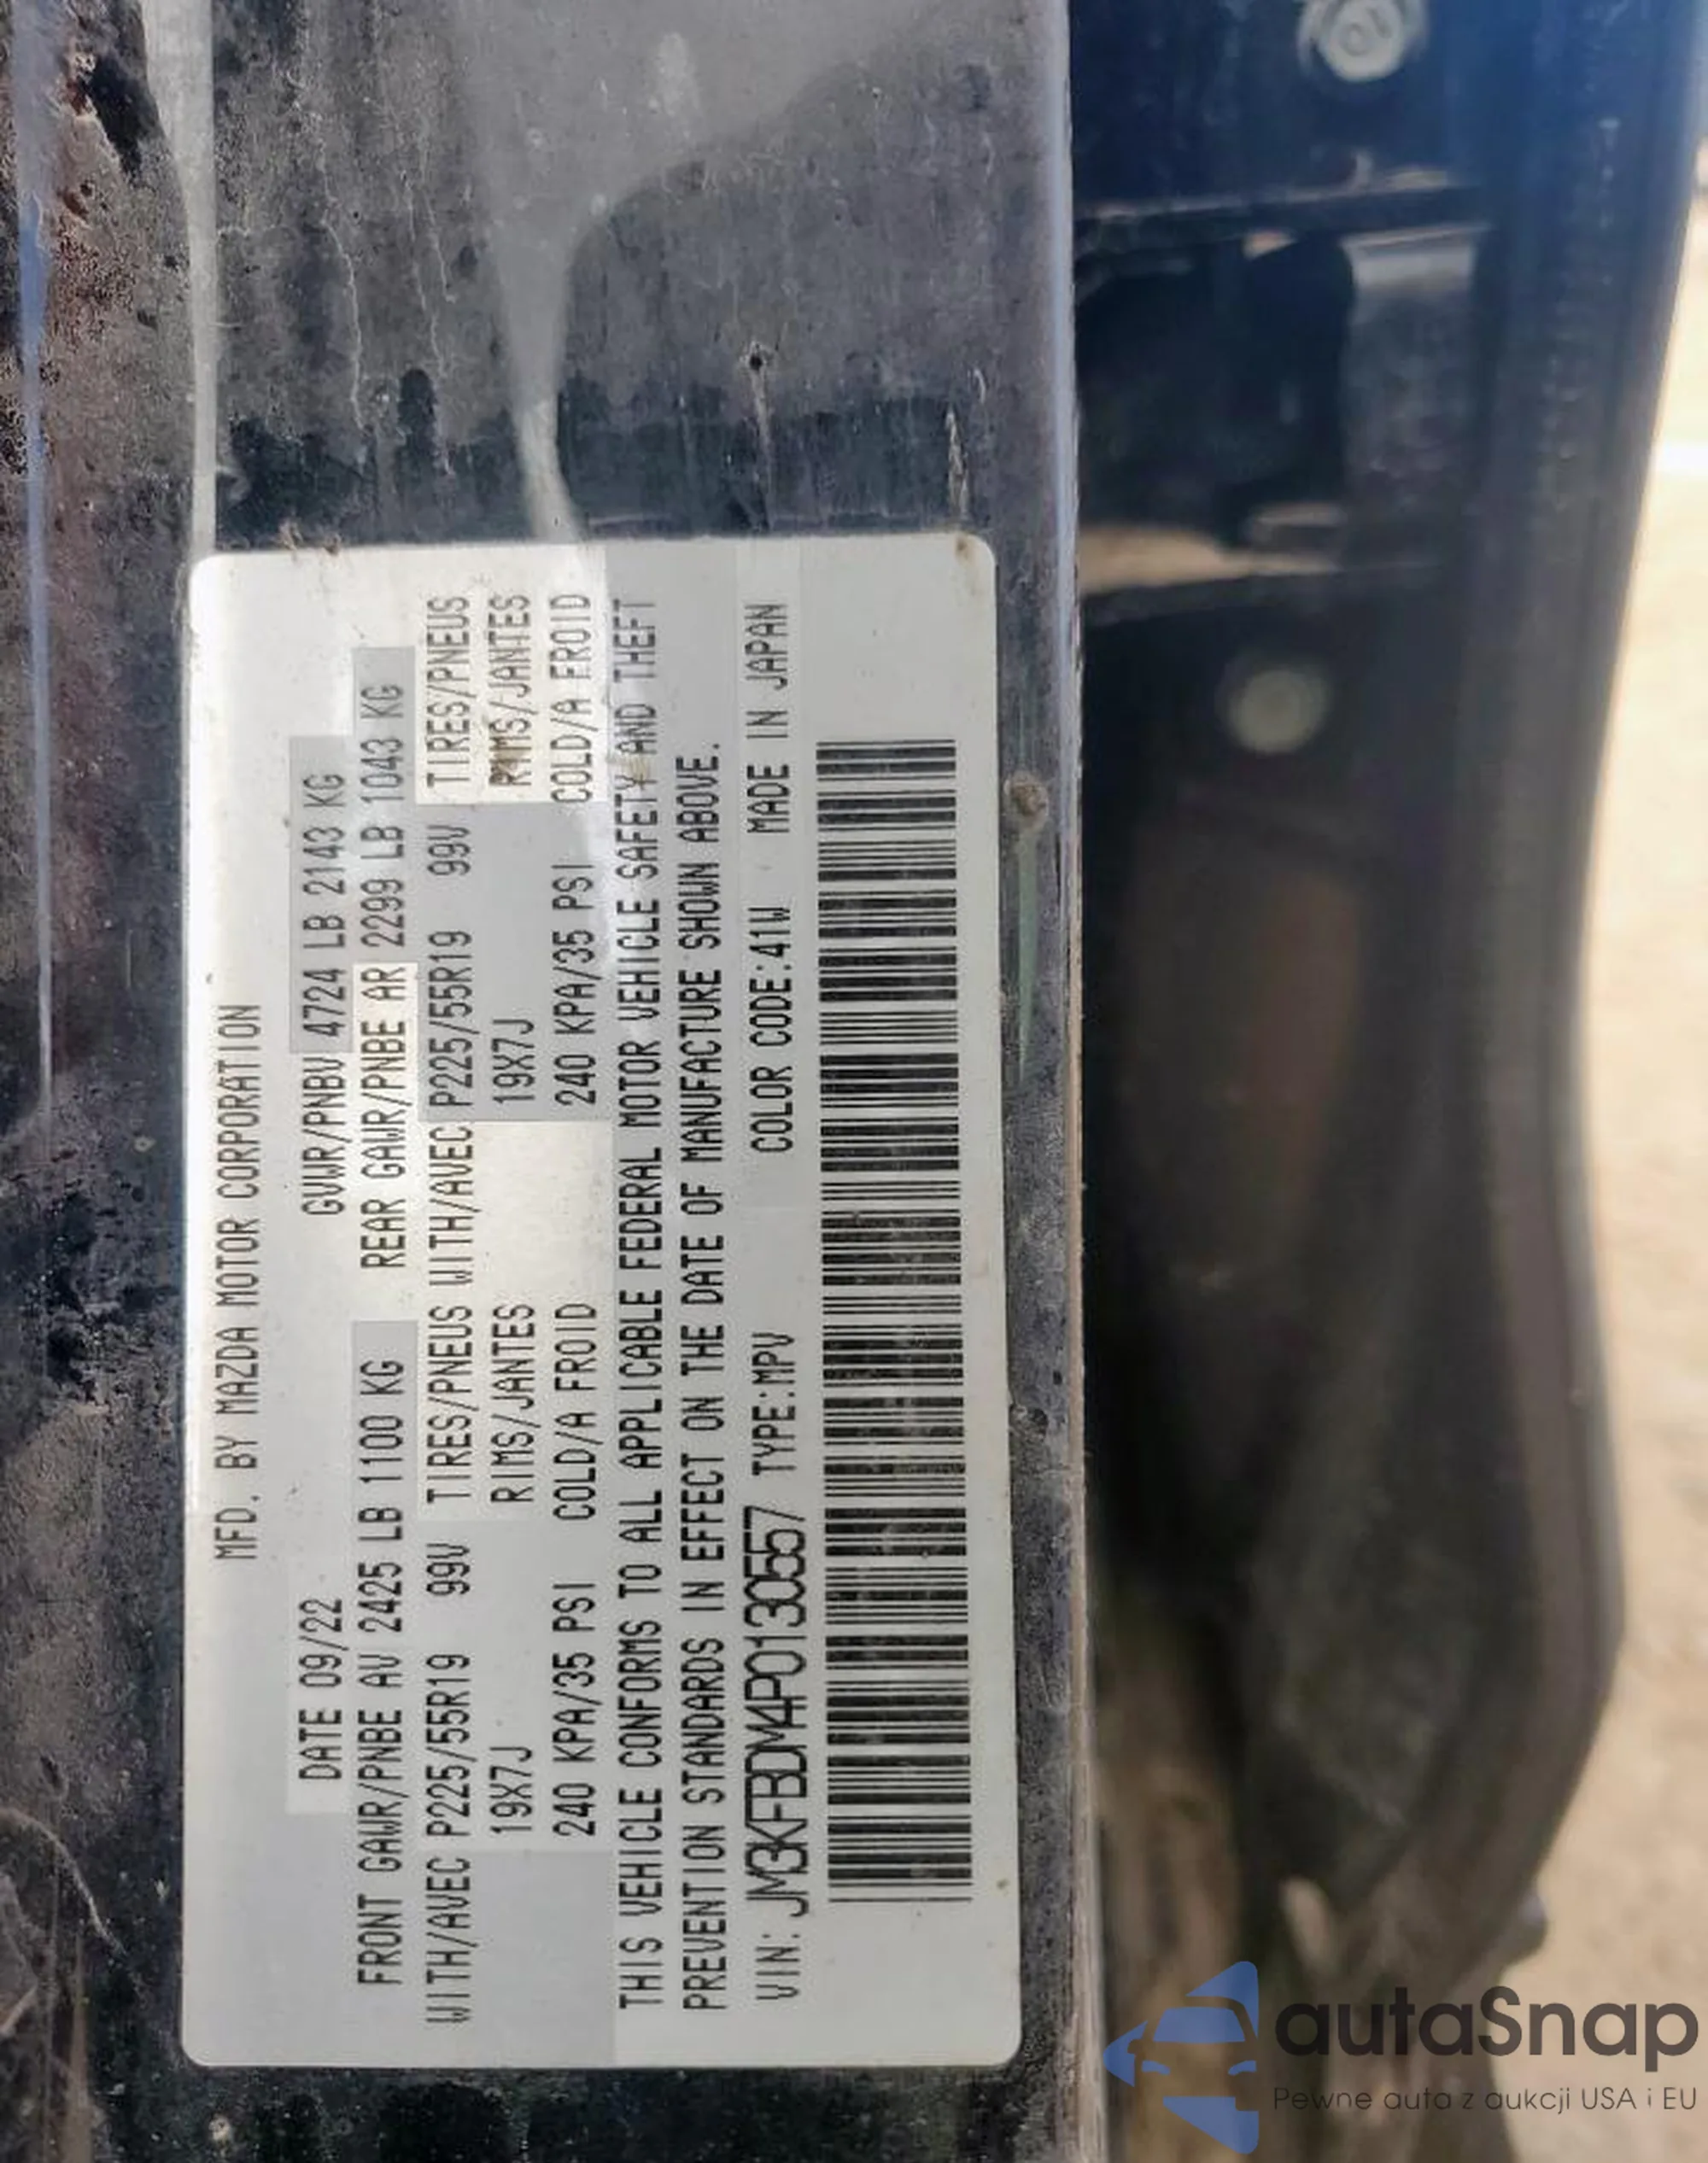 MFD. BY MAZDA MOTOR CORPORATION
DATE 09/22 GVWR/PNBV 4724 LB 2143 KG
FRONT GAWR/PNBE AV 2425 LB 1100 KG REAR GAWR/PNBE AR 2299 LB 1043 KG
WITH/AVEC P225/55R19 99V TIRES/PNEUS WITH/AVEC P225/55R19 99V TIRES/PNEUS
19X7J RIMS/JANTES 19X7J RIMS/JANTES
240 KPA/35 PSI COLD/A FROID 240 KPA/35 PSI COLD/A FROID
THIS VEHICLE CONFORMS TO ALL APPLICABLE FEDERAL MOTOR VEHICLE SAFETY AND THEFT
PREVENTION STANDARDS IN EFFECT ON THE DATE OF MANUFACTURE SHOWN ABOVE.
VIN: JM3KFBDM4P0130557 TYPE:MPV COLOR CODE:41W MADE IN JAPAN
autaSnap
Pewne auta z aukcji USA i EU